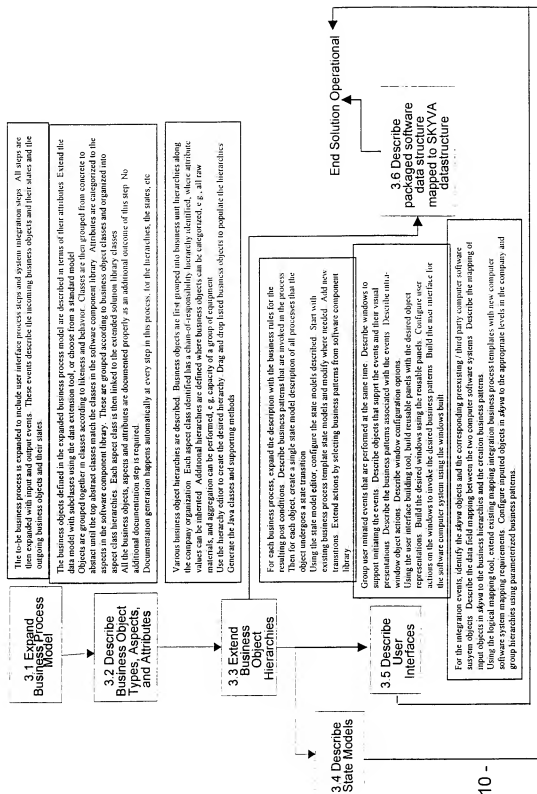 3.1 Expand
Business Process
Model
The to-be business process is expanded to include user interface process steps and system integration steps All steps are
then expanded with input and output events These events describe the incoming business objects and their states and the
outgoing business objects and their states.
3.2 Describe
Business Object
Types, Aspects,
and Attributes
The business objects defined in the expanded business process model are described in terms of their attributes Extend the
data model with subclasses using the data extension tool, or choose from a standard model
Objects are grouped together in classes according to likeness and behavior Classes are then grouped from concrete to
abstract until the top abstract classes match the classes in the software component library Attributes are categorized to the
aspects in the software component library. These are grouped according to business object classes and organized into
aspect class hierarchies. Each aspect class is then linked to the extended solution library classes
All the business objects, aspects and attributes are documented properly as an additional outcome of this step No
additional documentation step is required.
Documentation generation happens automatically at every step in this process, for the hierarchies, the states, etc
3.3 Extend
Business
Object
Hierarchies
Various business object hierarchies are described. Business objects are first grouped into business unit hierarchies along
the company organization Each aspect class identified has a chain-of-responsibility hierarchy identified, where attribute
values can be inherited Additional hierarchies are defined where business objects can be categorized, e g, all raw
materials, and aggregation can be performed, e g, capacity of a group of equipment
Use the hierarchy editor to create the desired hierarchy Drag and drop listed business objects to populate the hierarchies
Generate the Java classes and supporting methods
3.4 Describe
State Models
For each business process, expand the description with the business rules for the
resulting post conditions Describe business patterns that are invoked in the process
Then for each object, create a single state model description of all processes that the
object undergoes a state transition
Using the state model editor, configure the state models described Start with
existing business process template state models and modify where needed Add new
transitions Extend actions by selecting business patterns from software component
library
3.5 Describe
User
Interfaces
Group user initiated events that are performed at the same time Describe windows to
support initiating the events Describe objects that support the events and their visual
presentations Describe the business patterns associated with the events Describe intra-
window object actions Describe window configuration options.
Using the user interface building tool, build reusable panels with the desired object
representations Build the desired windows using the reusable panels. Configure user
actions on the windows to invoke the desired business patterns Build the user interface for
the software computer system using the windows built
End Solution Operational
3.6 Describe
packaged software
data structure
mapped to SKYVA
datastructure
For the integration events, identify the skyva objects and the corresponding preexisting / third party computer software
susyem objects Describe the data field mapping between the two computer software systems Describe the mapping of
input objects in skyva to the business hierarchies and the creation business patterns
Using the logical mapping tool, extend existing mapping integration business process templates with new computer
software system mapping requirements Configure inputted objects in skyva to the appropriate levels in the company and
group hierarchies using parameterized business patterns.
10 -